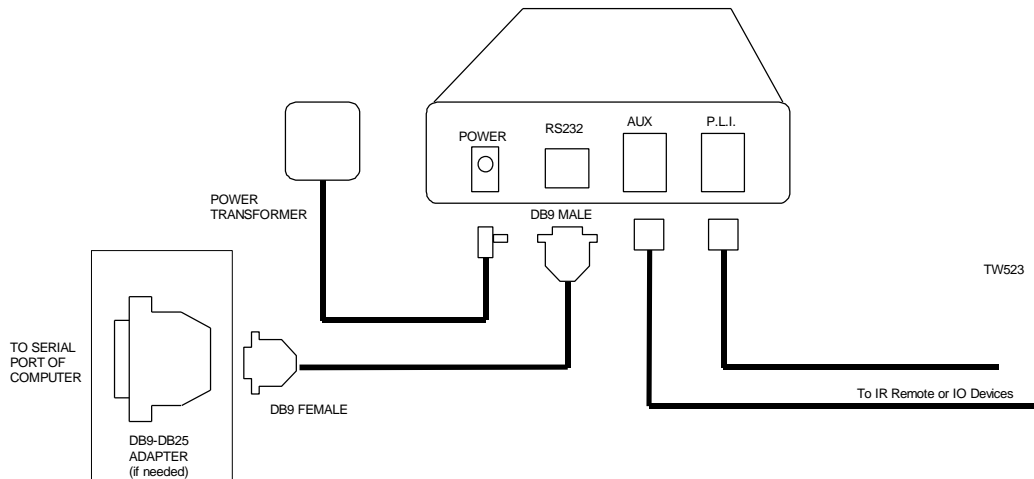 POWER
RS232
AUX
P.L.I.
POWER
TRANSFORMER
DB9 MALE
TW523
TO SERIAL
PORT OF
COMPUTER
DB9 FEMALE
To IR Remote or IO Devices
DB9-DB25
ADAPTER
(if needed)